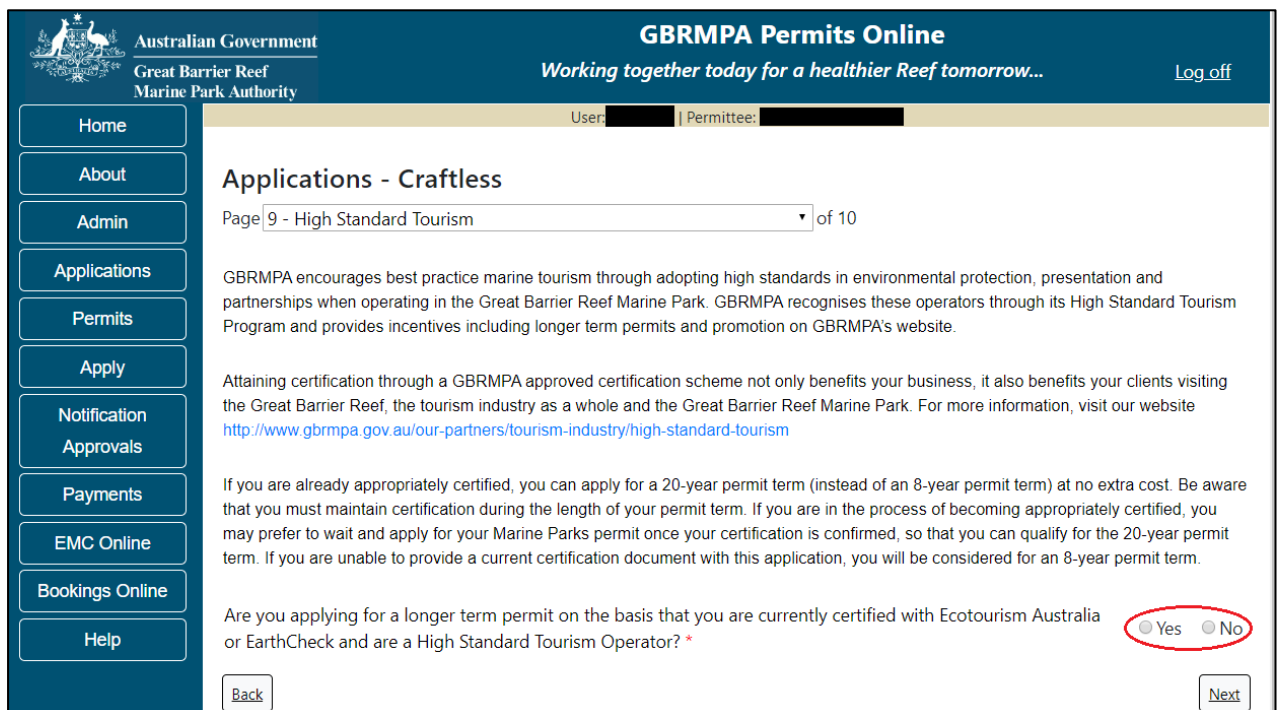 Australian Government
Great Barrier Reef
Marine Park Authority
GBRMPA Permits Online
Working together today for a healthier Reef tomorrow...
Log off
User: | Permittee:
Home
About
Admin
Applications
Permits
Apply
Notification
Approvals
Payments
EMC Online
Bookings Online
Help
Applications - Craftless
Page 9 - High Standard Tourism of 10
GBRMPA encourages best practice marine tourism through adopting high standards in environmental protection, presentation and
partnerships when operating in the Great Barrier Reef Marine Park. GBRMPA recognises these operators through its High Standard Tourism
Program and provides incentives including longer term permits and promotion on GBRMPA's website.
Attaining certification through a GBRMPA approved certification scheme not only benefits your business, it also benefits your clients visiting
the Great Barrier Reef, the tourism industry as a whole and the Great Barrier Reef Marine Park. For more information, visit our website
http://www.gbrmpa.gov.au/our-partners/tourism-industry/high-standard-tourism
If you are already appropriately certified, you can apply for a 20-year permit term (instead of an 8-year permit term) at no extra cost. Be aware
that you must maintain certification during the length of your permit term. If you are in the process of becoming appropriately certified, you
may prefer to wait and apply for your Marine Parks permit once your certification is confirmed, so that you can qualify for the 20-year permit
term. If you are unable to provide a current certification document with this application, you will be considered for an 8-year permit term.
Are you applying for a longer term permit on the basis that you are currently certified with Ecotourism Australia
or EarthCheck and are a High Standard Tourism Operator? *
Yes No
Back
Next